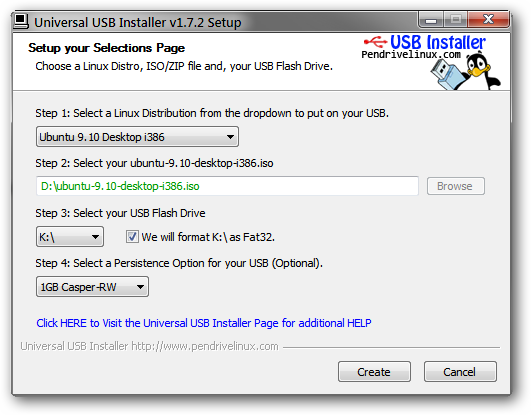 Universal USB Installer v1.7.2 Setup
Setup your Selections Page
Choose a Linux Distro, ISO/ZIP file and, your USB Flash Drive.
USB Installer
Pendrivelinux.com
Step 1: Select a Linux Distribution from the dropdown to put on your USB.
Ubuntu 9.10 Desktop i386
Step 2: Select your ubuntu-9.10-desktop-i386.iso
D:\ubuntu-9.10-desktop-i386.iso
Browse
Step 3: Select your USB Flash Drive
K:\
We will format K:\ as Fat32.
Step 4: Select a Persistence Option for your USB (Optional).
1GB Casper-RW
Click HERE to Visit the Universal USB Installer Page for additional HELP
Universal USB Installer http://www.pendrivelinux.com
Create
Cancel